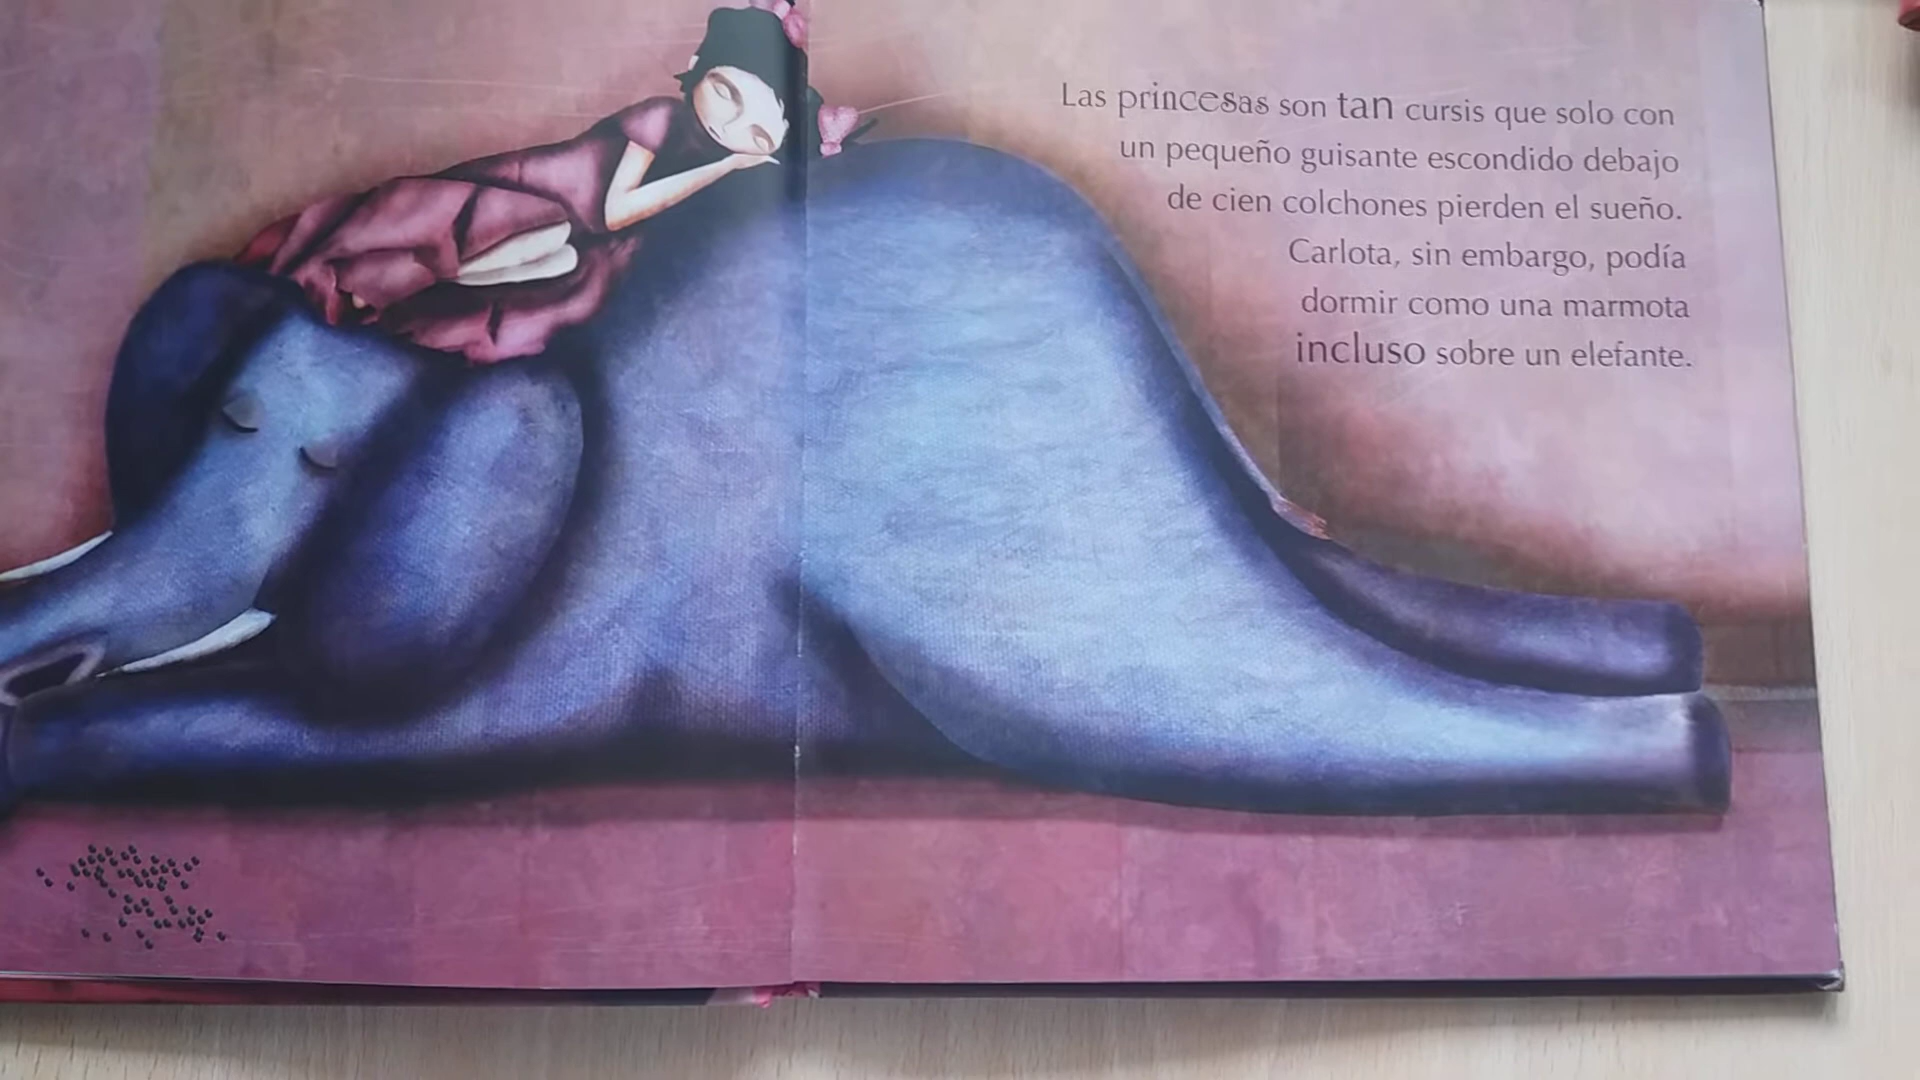 Las princesas son tan cursis que solo con
un pequeño guisante escondido debajo
de cien colchones pierden el sueño.
Carlota, sin embargo, podía
dormir como una marmota
incluso sobre un elefante.